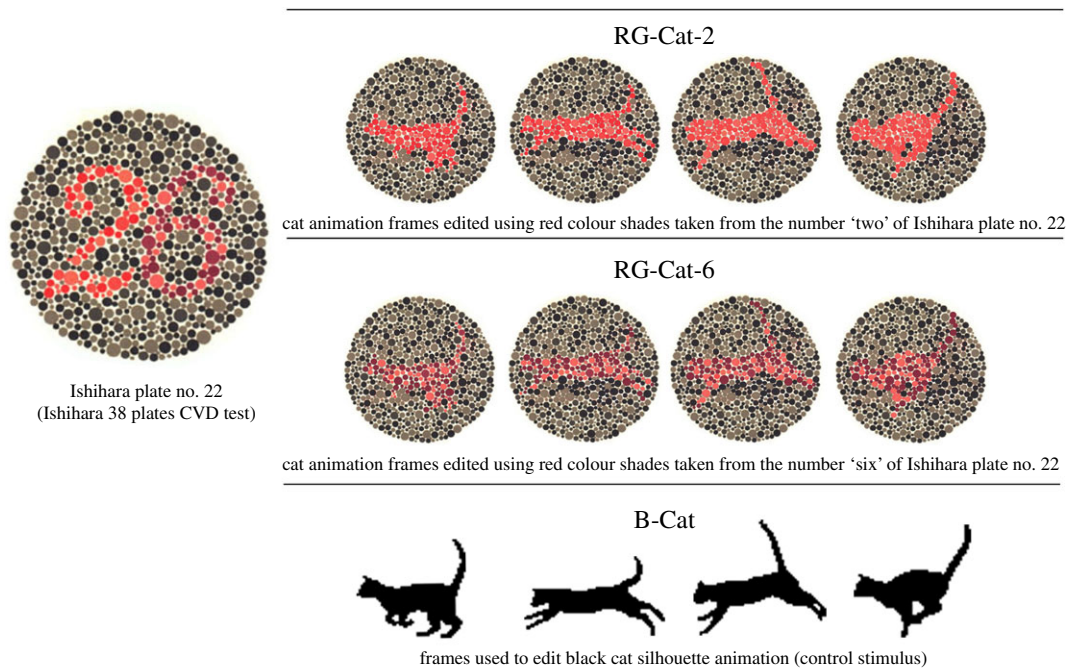 26
Ishihara plate no. 22
(Ishihara 38 plates CVD test)
RG-Cat-2
cat animation frames edited using red colour shades taken from the number ‘two’ of Ishihara plate no. 22
RG-Cat-6
cat animation frames edited using red colour shades taken from the number ‘six’ of Ishihara plate no. 22
B-Cat
frames used to edit black cat silhouette animation (control stimulus)